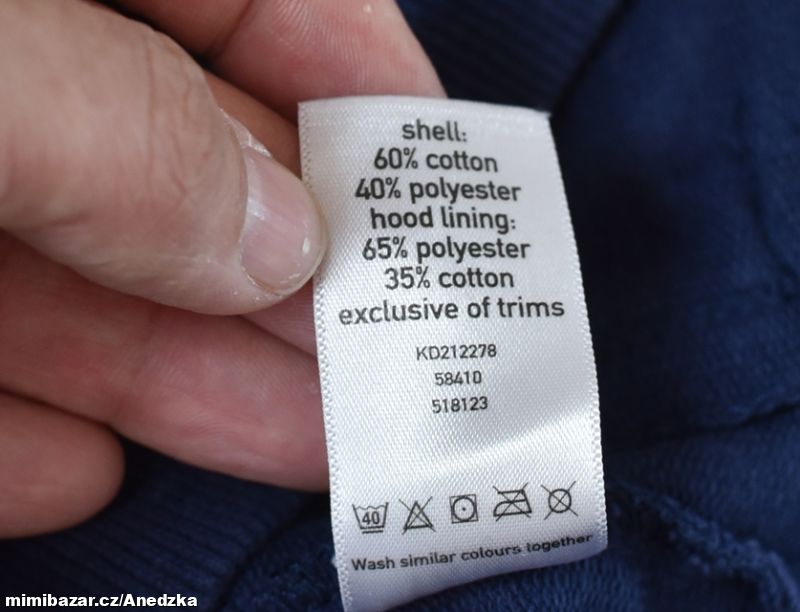 shell:
60% cotton
40% polyester
hood lining:
65% polyester
35% cotton
exclusive of trims
KD212278
58410
518123
40
Wash similar colours together
mimibazar.cz/Anedzka